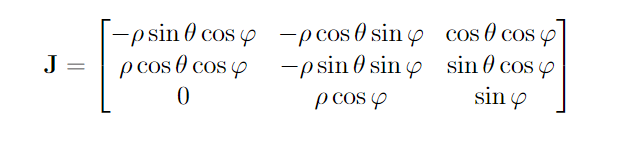 J = [ −ρ sin θ cos φ  −ρ cos θ sin φ  cos θ cos φ
ρ cos θ cos φ  −ρ sin θ sin φ  sin θ cos φ
0  ρ cos φ  sin φ ]